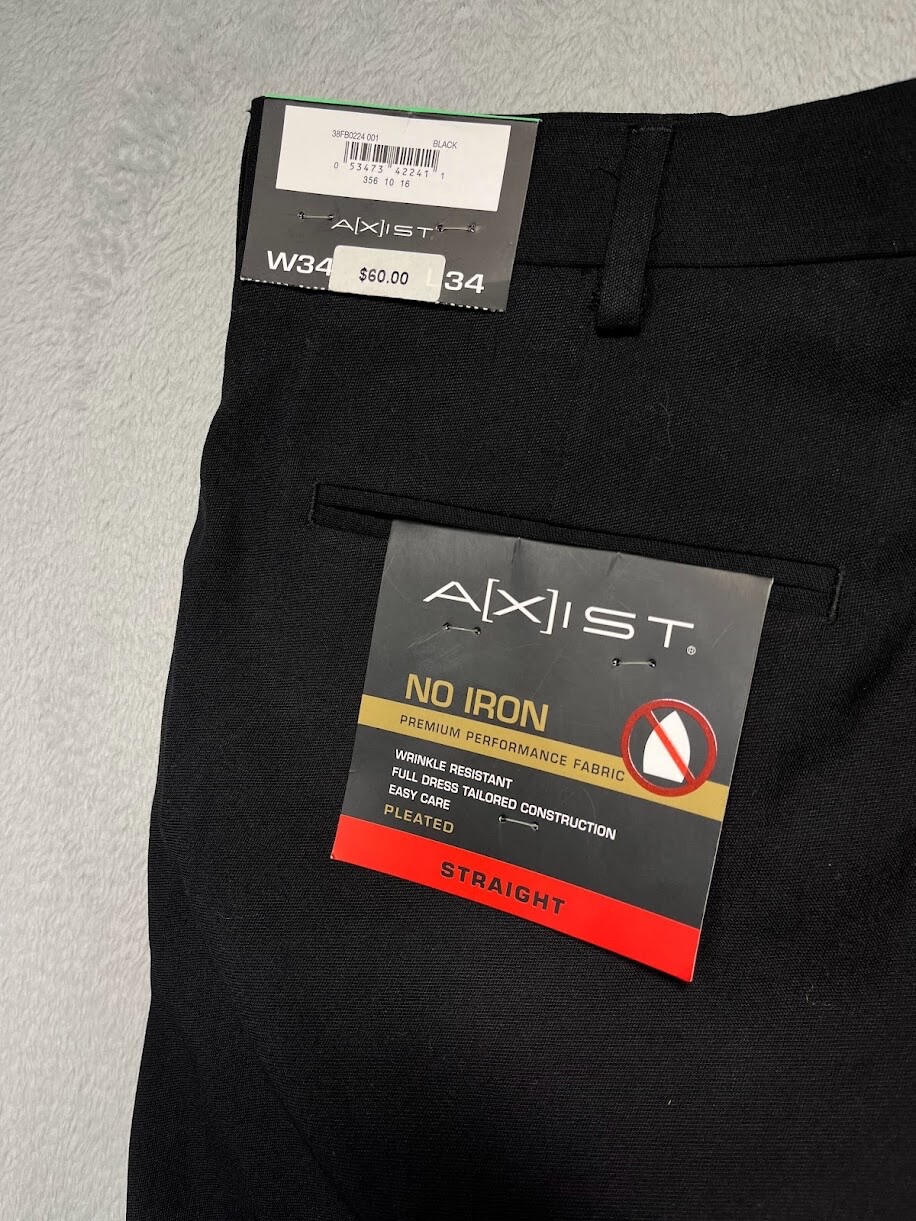 38FB0224 001
BLACK
0 53473 42241 1
356 10 16
A[X]IST
W34 $60.00 L34
A[X]IST®
NO IRON
PREMIUM PERFORMANCE FABRIC
WRINKLE RESISTANT
FULL DRESS TAILORED CONSTRUCTION
EASY CARE
PLEATED
STRAIGHT